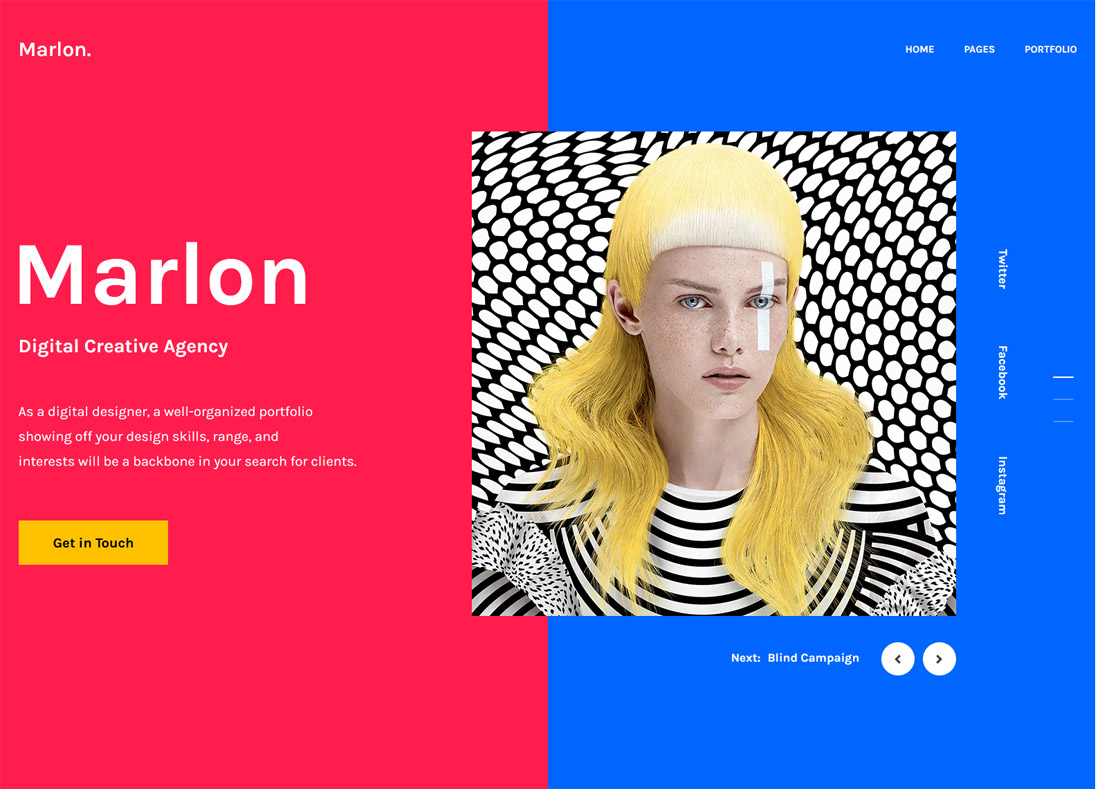 Marlon.
HOME PAGES PORTFOLIO
Marlon
Digital Creative Agency
As a digital designer, a well-organized portfolio
showing off your design skills, range, and
interests will be a backbone in your search for clients.
Get in Touch
Twitter
Facebook
Instagram
Next: Blind Campaign